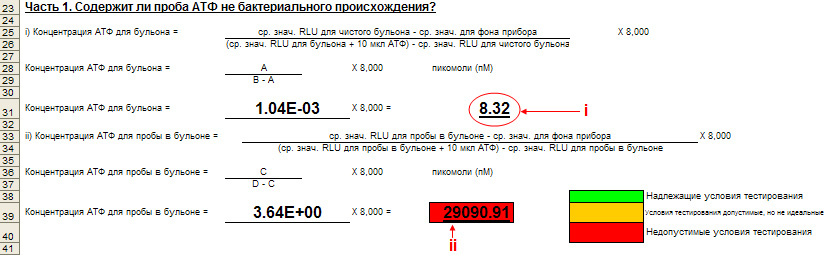 23 Часть 1. Содержит ли проба АТФ не бактериального происхождения?
24
25 i) Концентрация АТФ для бульона = ср. знач. RLU для чистого бульона - ср. знач. для фона прибора X 8,000
26 (ср. знач. RLU для бульона + 10 мкл АТФ) - ср. знач. RLU для чистого бульона
27
28 Концентрация АТФ для бульона = A X 8,000 пикомоли (пМ)
29 B - A
30
31 Концентрация АТФ для бульона = 1.04E-03 X 8,000 = 8.32 i
32
33 ii) Концентрация АТФ для пробы в бульоне = ср. знач. RLU для пробы в бульоне - ср. знач. для фона прибора X 8,000
34 (ср. знач. RLU для пробы в бульоне + 10 мкл АТФ) - ср. знач. RLU для пробы в бульоне
35
36 Концентрация АТФ для пробы в бульоне = C X 8,000 пикомоли (пМ)
37 D - C
38 Надлежащие условия тестирования
39 Концентрация АТФ для пробы в бульоне = 3.64E+00 X 8,000 = 29090.91 Условия тестирования допустимые, но не идеальные
40 ii Недопустимые условия тестирования
41